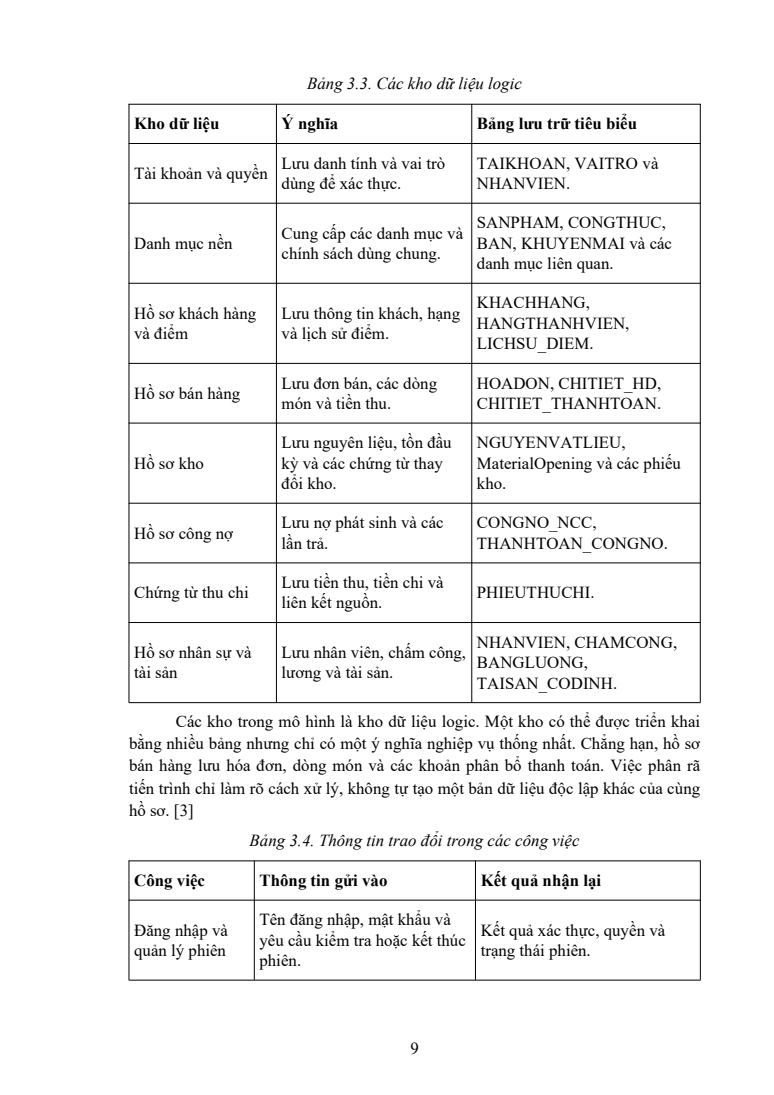 Bảng 3.3. Các kho dữ liệu logic
Kho dữ liệu
Ý nghĩa
Bảng lưu trữ tiêu biểu
Tài khoản và quyền
Lưu danh tính và vai trò
dùng để xác thực.
TAIKHOAN, VAITRO và
NHANVIEN.
Danh mục nền
Cung cấp các danh mục và
chính sách dùng chung.
SANPHAM, CONGTHUC,
BAN, KHUYENMAI và các
danh mục liên quan.
Hồ sơ khách hàng
và điểm
Lưu thông tin khách, hạng
và lịch sử điểm.
KHACHHANG,
HANGTHANHVIEN,
LICHSU_DIEM.
Hồ sơ bán hàng
Lưu đơn bán, các dòng
món và tiền thu.
HOADON, CHITIET_HD,
CHITIET_THANHTOAN.
Hồ sơ kho
Lưu nguyên liệu, tồn đầu
kỳ và các chứng từ thay
đổi kho.
NGUYENVATLIEU,
MaterialOpening và các phiếu
kho.
Hồ sơ công nợ
Lưu nợ phát sinh và các
lần trả.
CONGNO_NCC,
THANHTOAN_CONGNO.
Chứng từ thu chi
Lưu tiền thu, tiền chi và
liên kết nguồn.
PHIEUTHUCHI.
Hồ sơ nhân sự và
tài sản
Lưu nhân viên, chấm công,
lương và tài sản.
NHANVIEN, CHAMCONG,
BANGLUONG,
TAISAN_CODINH.
Các kho trong mô hình là kho dữ liệu logic. Một kho có thể được triển khai
bằng nhiều bảng nhưng chỉ có một ý nghĩa nghiệp vụ thống nhất. Chẳng hạn, hồ sơ
bán hàng lưu hóa đơn, dòng món và các khoản phân bổ thanh toán. Việc phân rã
tiến trình chỉ làm rõ cách xử lý, không tự tạo một bản dữ liệu độc lập khác của cùng
hồ sơ. [3]
Bảng 3.4. Thông tin trao đổi trong các công việc
Công việc
Thông tin gửi vào
Kết quả nhận lại
Đăng nhập và
quản lý phiên
Tên đăng nhập, mật khẩu và
yêu cầu kiểm tra hoặc kết thúc
phiên.
Kết quả xác thực, quyền và
trạng thái phiên.
9